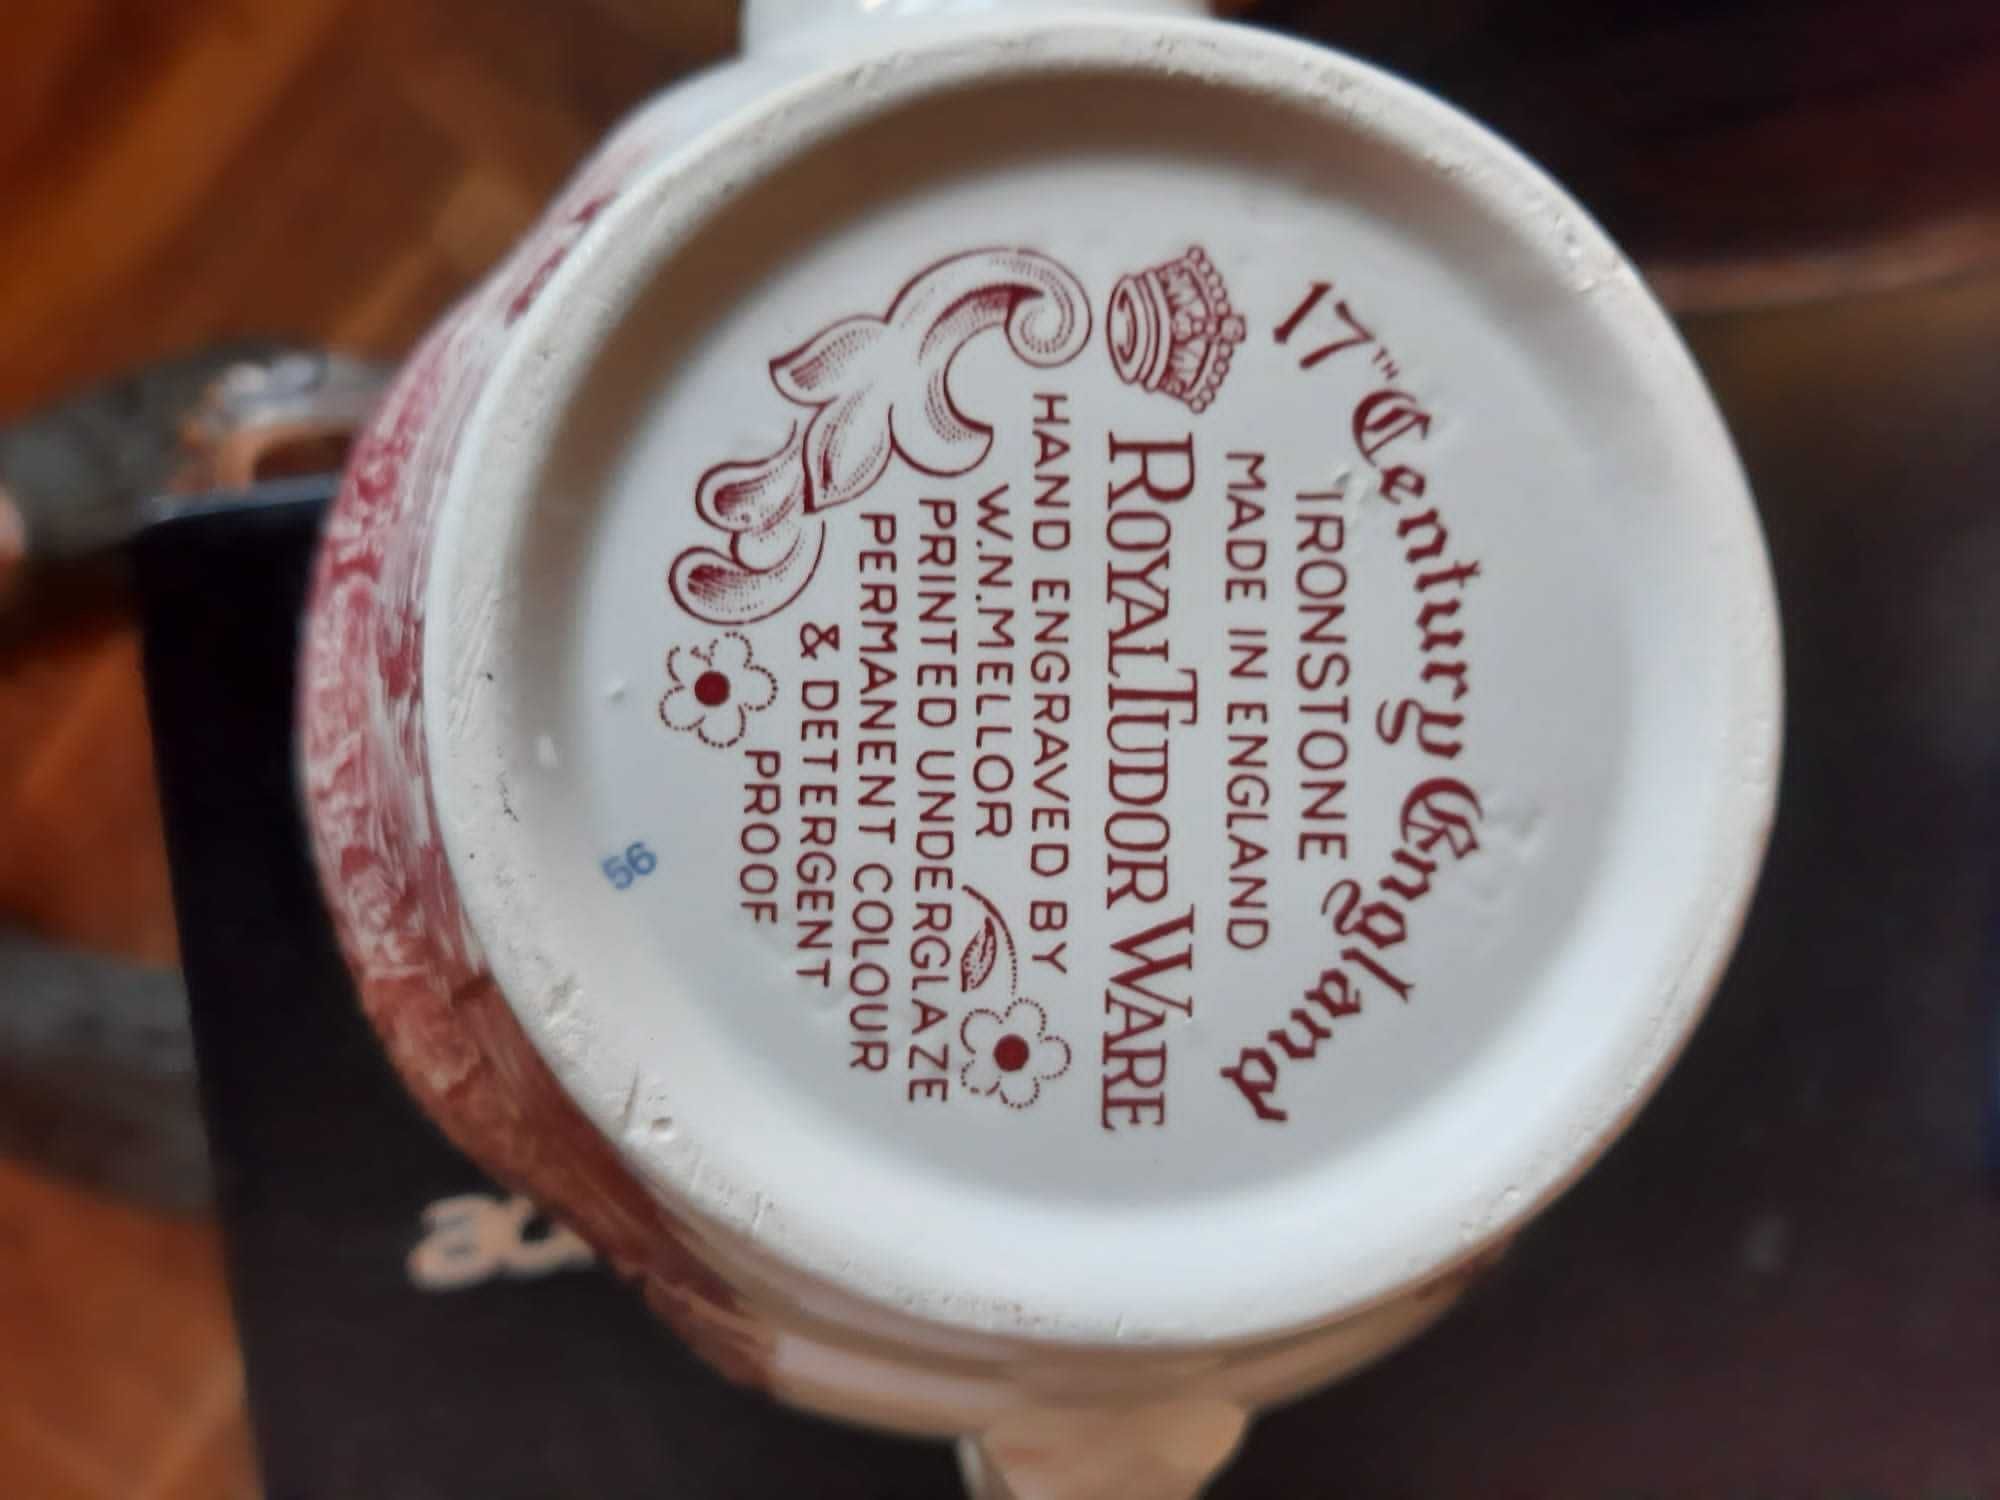 17" Century England
IRONSTONE
MADE IN ENGLAND
ROYAL TUDOR WARE
HAND ENGRAVED BY
W.N.MELLOR
PRINTED UNDERGLAZE
PERMANENT COLOUR
& DETERGENT
PROOF
56